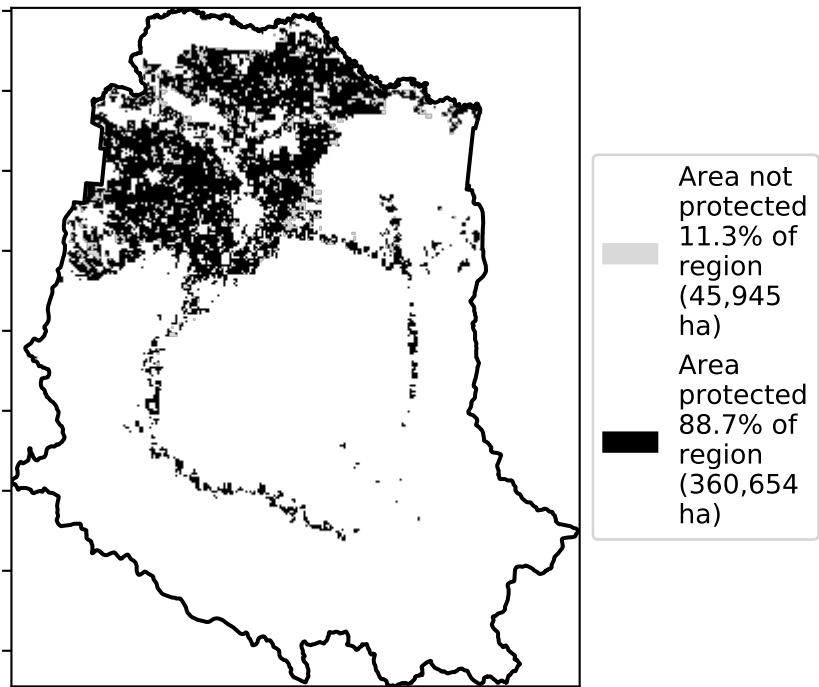 Area not
protected
11.3% of
region
(45,945
ha)
Area
protected
88.7% of
region
(360,654
ha)